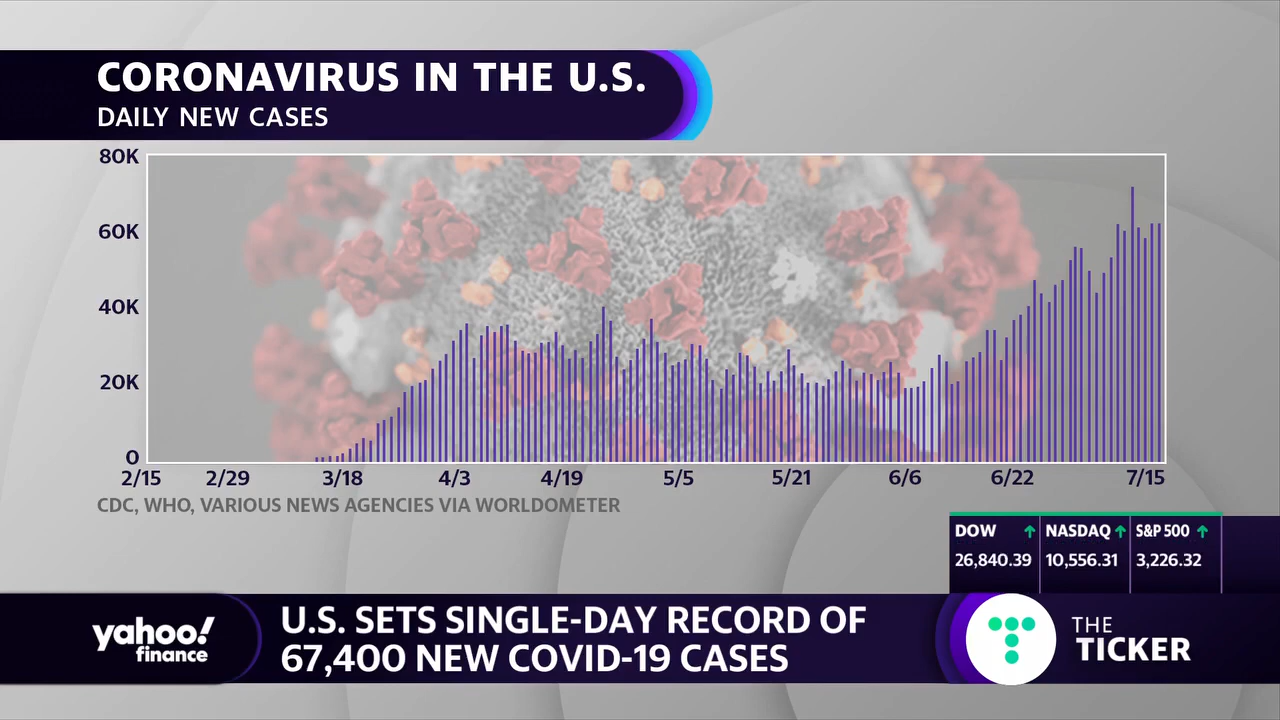 CORONAVIRUS IN THE U.S.
DAILY NEW CASES
80K
60K
40K
20K
0
2/15 2/29 3/18 4/3 4/19 5/5 5/21 6/6 6/22 7/15
CDC, WHO, VARIOUS NEWS AGENCIES VIA WORLDOMETER
DOW NASDAQ S&P 500
26,840.39 10,556.31 3,226.32
yahoo!
finance
U.S. SETS SINGLE-DAY RECORD OF
67,400 NEW COVID-19 CASES
THE
TICKER